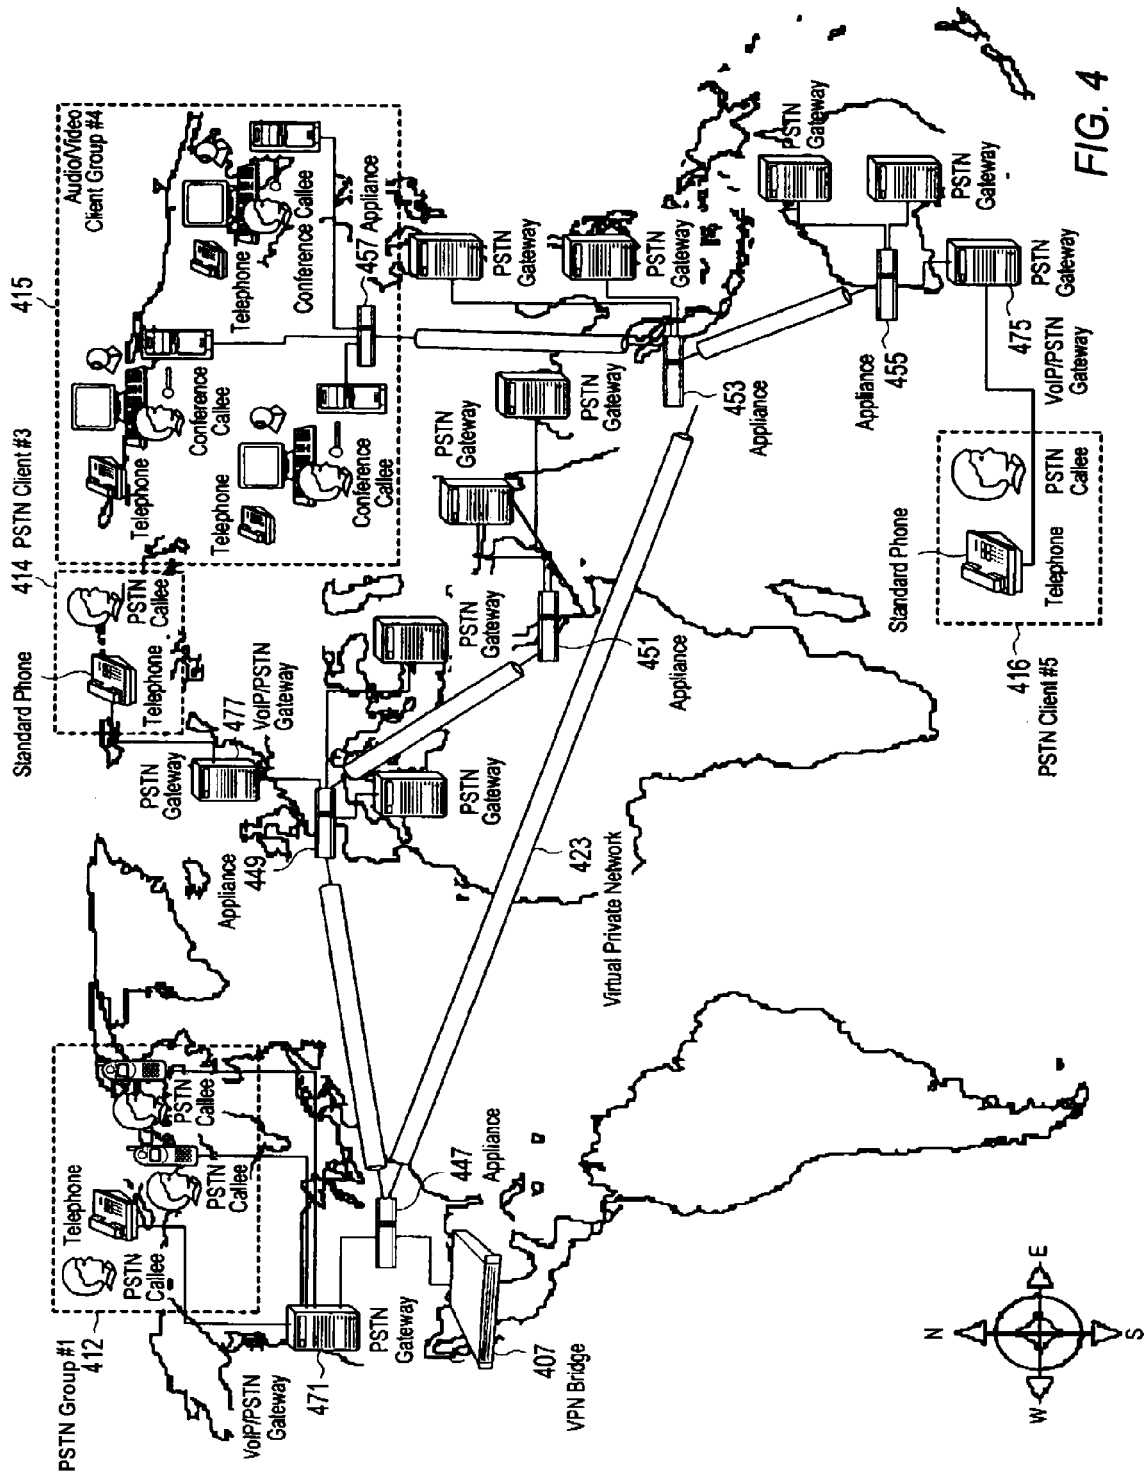 PSTN Group #1
412
Telephone
PSTN
Callee
PSTN
Callee
PSTN
Callee
VoIP/PSTN
Gateway
471
PSTN
Gateway
447
Appliance
407
VPN Bridge
Standard Phone
414
PSTN Client #3
Telephone
PSTN
Callee
PSTN
Gateway
477
VoIP/PSTN
Gateway
Appliance
449
PSTN
Gateway
PSTN
Gateway
415
Audio/Video
Client Group #4
Telephone
Conference
Callee
Telephone
Conference Callee
Telephone
Conference
Callee
457
Appliance
PSTN
Gateway
PSTN
Gateway
PSTN
Gateway
PSTN
Gateway
451
Appliance
453
Appliance
423
Virtual Private Network
PSTN
Gateway
PSTN
Gateway
455
Appliance
PSTN
Gateway
475
VoIP/PSTN
Gateway
Standard Phone
Telephone
PSTN
Callee
416
PSTN Client #5
N
E
S
W
FIG. 4